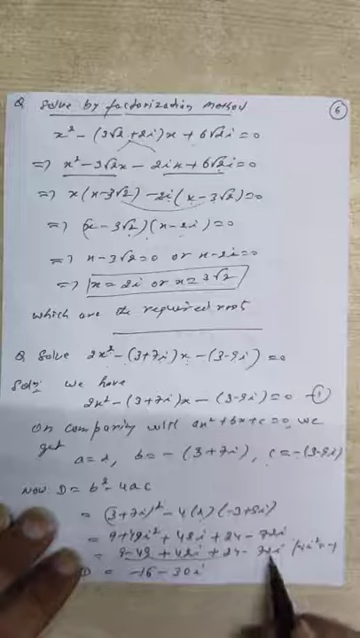 6
Q Solve by factorization method
x² - (3√2 + 2i)x + 6√2i = 0
=> x² - 3√2x - 2ix + 6√2i = 0
=> x(x - 3√2) - 2i(x - 3√2) = 0
=> (x - 3√2)(x - 2i) = 0
=> x - 3√2 = 0 or x - 2i = 0
=> x = 2i or x = 3√2
which are the required roots
Q Solve 2x² - (3+7i)x - (3-9i) = 0
Soln: we have
2x² - (3+7i)x - (3-9i) = 0 - 1
On comparing with ax² + bx + c = 0, we
get
a = 2, b = - (3+7i), c = -(3-9i)
Now D = b² - 4ac
= (3+7i)² - 4(2)(-3+9i)
= 9 + 49i² + 42i + 24 - 72i
= 9 - 49 + 42i + 24 - 72i | i² = -1
D = -16 - 30i